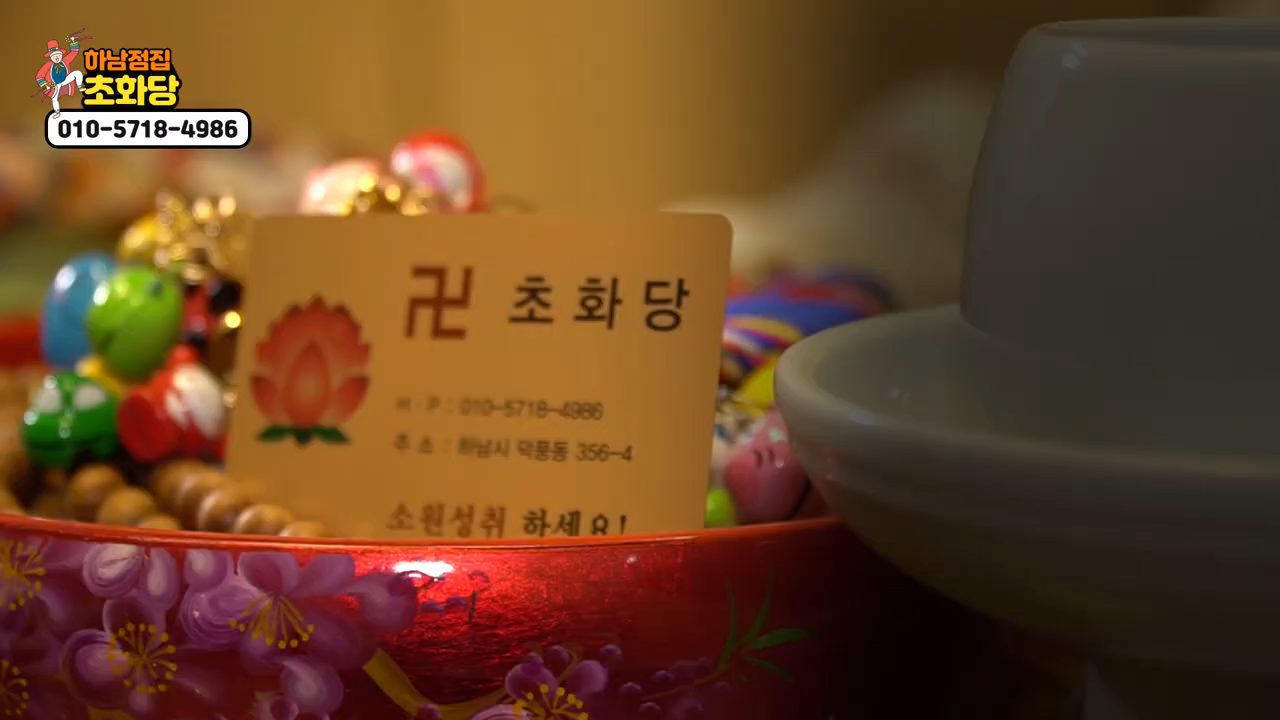 하남점집
초화당
010-5718-4986
卍 초화당
H · P : 010-5718-4986
주 소 : 하남시 덕풍동 356-4
소원성취 하세요!